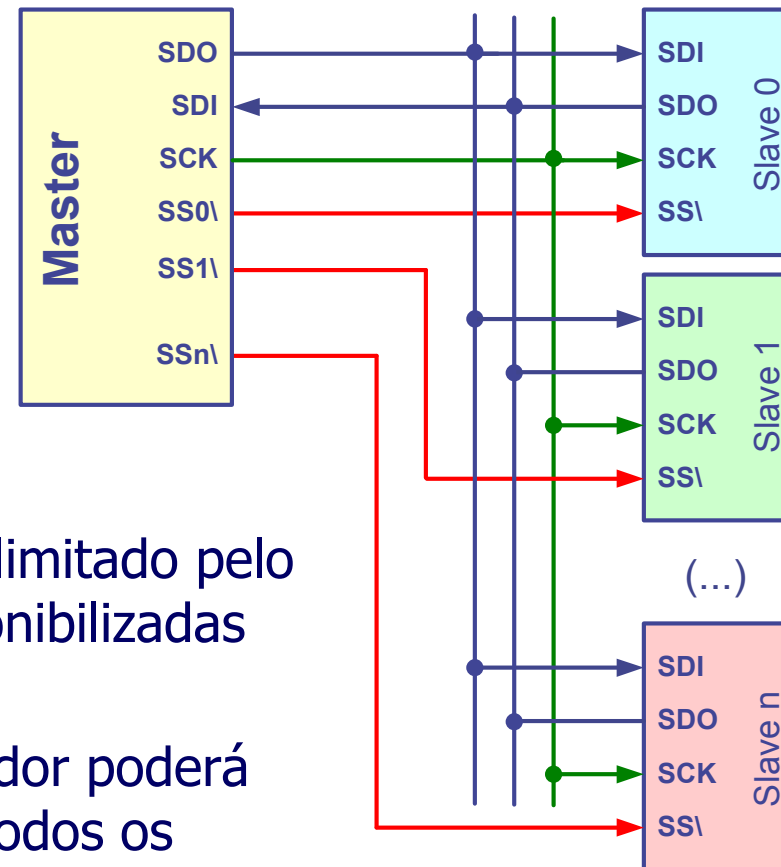 Master
SDO
SDI
SCK
SS0\
SS1\
SSn\
SDI
SDO
SCK
SS\
Slave 0
SDI
SDO
SCK
SS\
Slave 1
(...)
SDI
SDO
SCK
SS\
Slave n
limitado pelo
onibilizadas
dor poderá
odos os